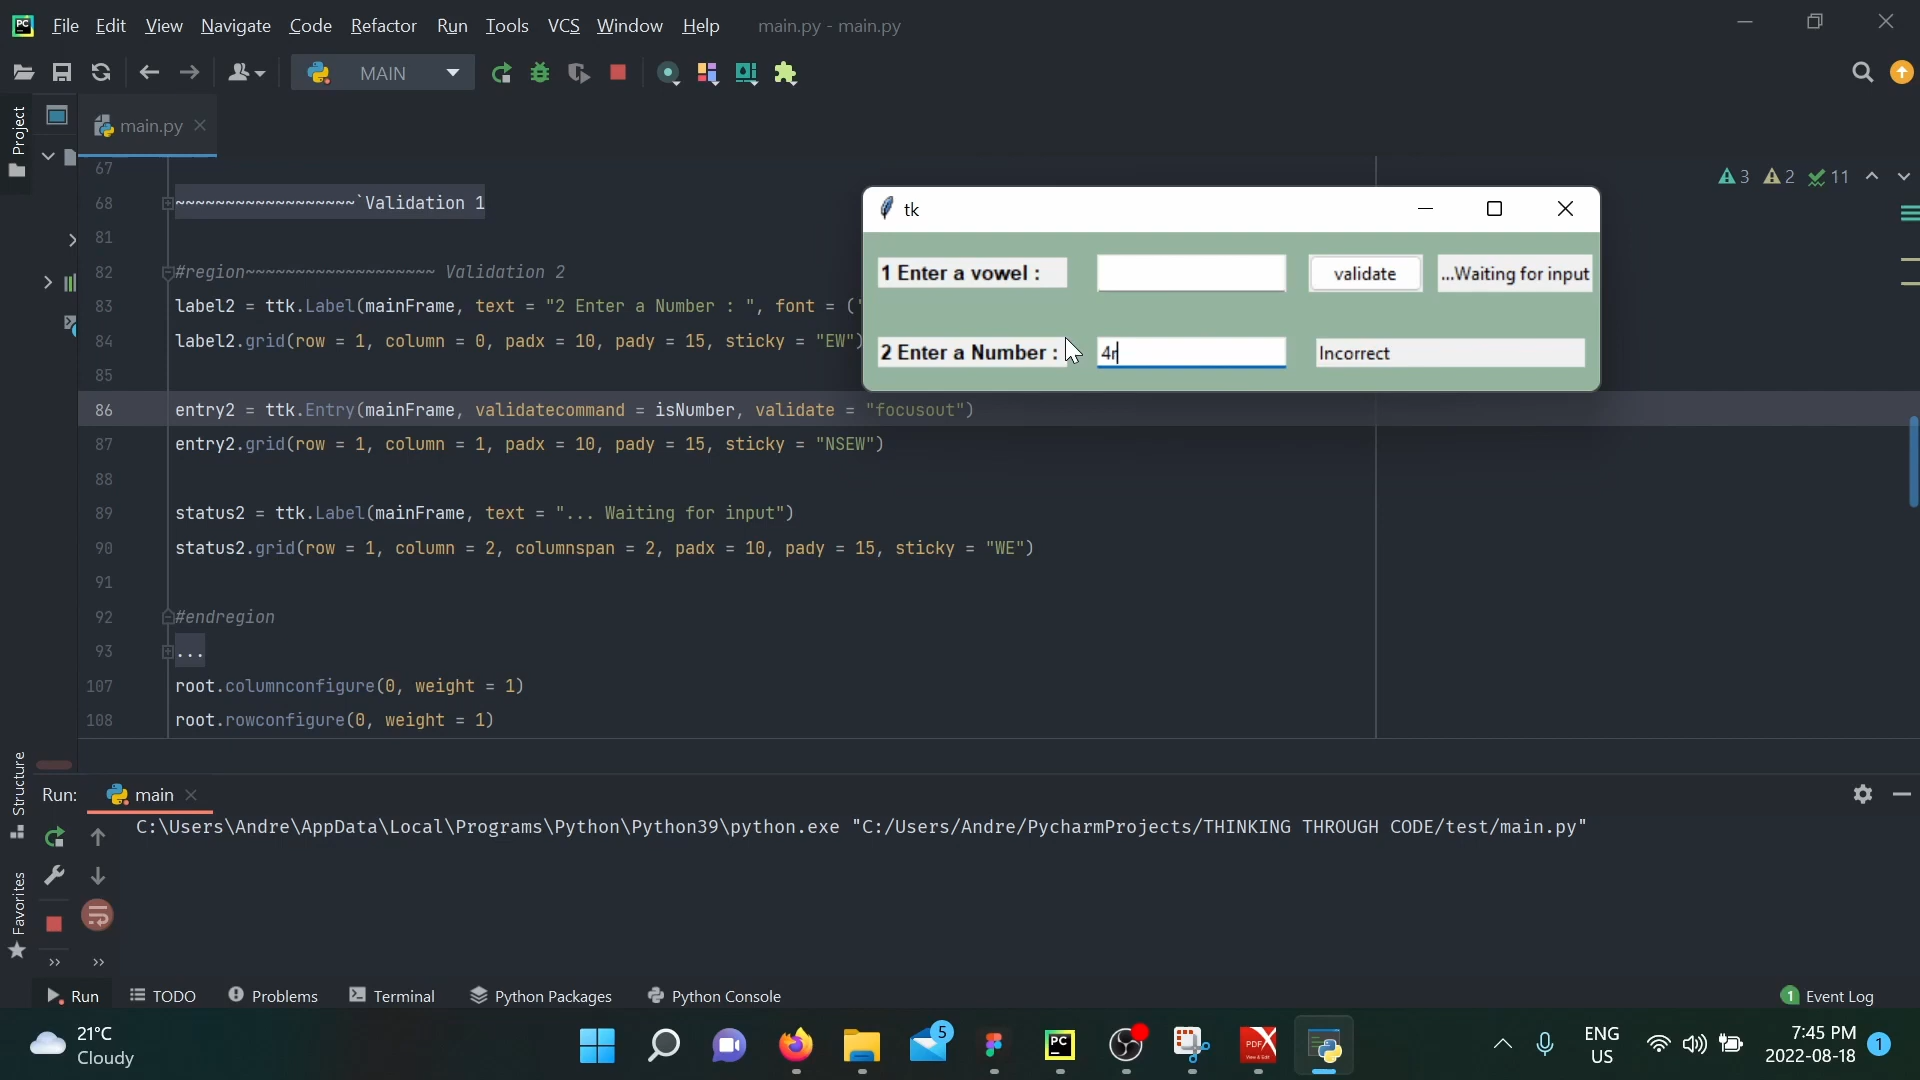 File Edit View Navigate Code Refactor Run Tools VCS Window Help main.py - main.py
MAIN
Project
main.py
67
3 2 11
68 ~~~~~~~~~~~~~~~~~~`Validation 1
tk
81
1 Enter a vowel : validate ...Waiting for input
82 #region~~~~~~~~~~~~~~~~~~~ Validation 2
83 label2 = ttk.Label(mainFrame, text = "2 Enter a Number : ", font = ('
84 label2.grid(row = 1, column = 0, padx = 10, pady = 15, sticky = "EW")
2 Enter a Number : 4r Incorrect
85
86 entry2 = ttk.Entry(mainFrame, validatecommand = isNumber, validate = "focusout")
87 entry2.grid(row = 1, column = 1, padx = 10, pady = 15, sticky = "NSEW")
88
89 status2 = ttk.Label(mainFrame, text = "... Waiting for input")
90 status2.grid(row = 1, column = 2, columnspan = 2, padx = 10, pady = 15, sticky = "WE")
91
92 #endregion
93 ...
107 root.columnconfigure(0, weight = 1)
108 root.rowconfigure(0, weight = 1)
Structure
Favorites
Run: main
C:\Users\Andre\AppData\Local\Programs\Python\Python39\python.exe "C:/Users/Andre/PycharmProjects/THINKING THROUGH CODE/test/main.py"
Run TODO Problems Terminal Python Packages Python Console 1 Event Log
21°C
Cloudy
5
PC
PDF
View & Edit
ENG
US
7:45 PM
2022-08-18
1